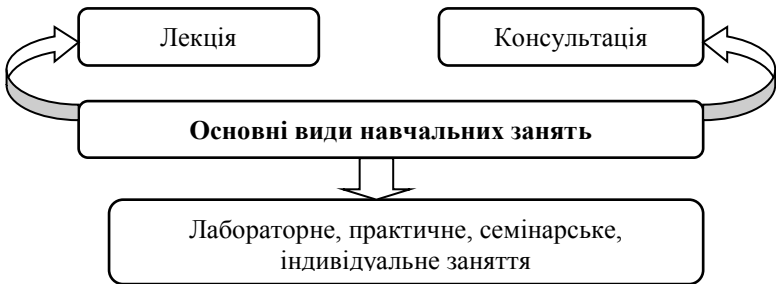 Лекція
Консультація
Основні види навчальних занять
Лабораторне, практичне, семінарське,
індивідуальне заняття